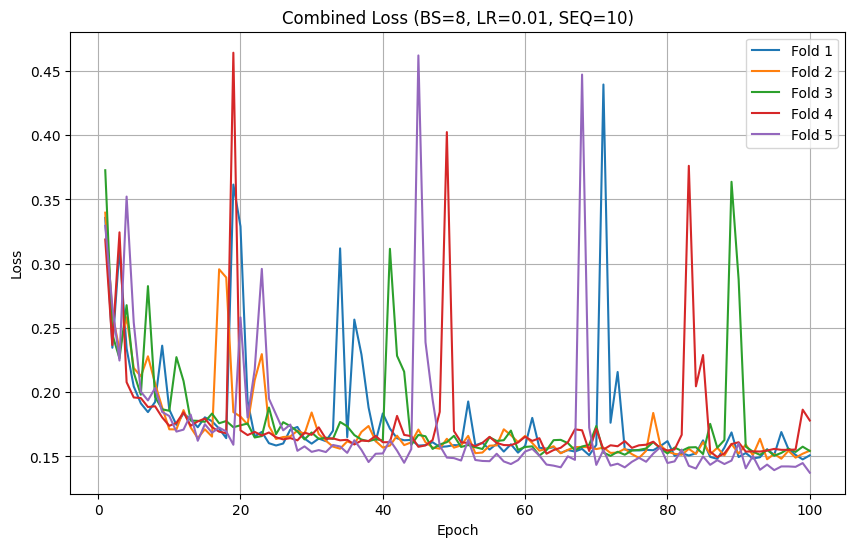 Combined Loss (BS=8, LR=0.01, SEQ=10)
Fold 1
Fold 2
Fold 3
Fold 4
Fold 5
0.45
0.40
0.35
0.30
0.25
0.20
0.15
Loss
0
20
40
60
80
100
Epoch